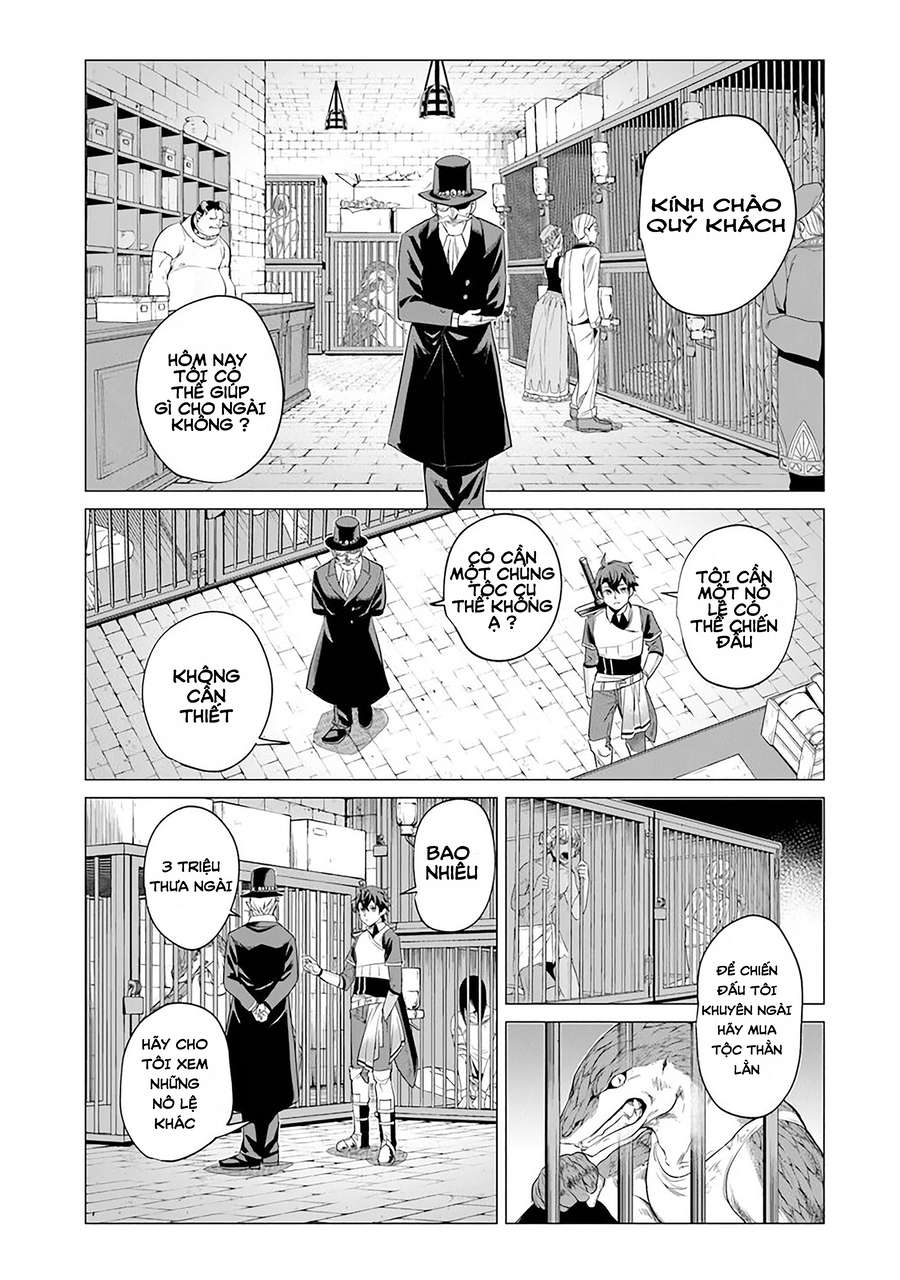 KÍNH CHÀO
QUÝ KHÁCH
HÔM NAY
TÔI CÓ
THỂ GIÚP
GÌ CHO NGÀI
KHÔNG ?
TÔI CẦN
MỘT NÔ
LỆ CÓ
THỂ CHIẾN
ĐẤU
CÓ CẦN
MỘT CHỦNG
TỘC CỤ
THỂ KHÔNG
Ạ ?
KHÔNG
CẦN
THIẾT
ĐỂ CHIẾN
ĐẤU TÔI
KHUYÊN NGÀI
HÃY MUA
TỘC THẰN
LẰN
BAO
NHIÊU
3 TRIỆU
THƯA NGÀI
HÃY CHO
TÔI XEM
NHỮNG
NÔ LỆ
KHÁC